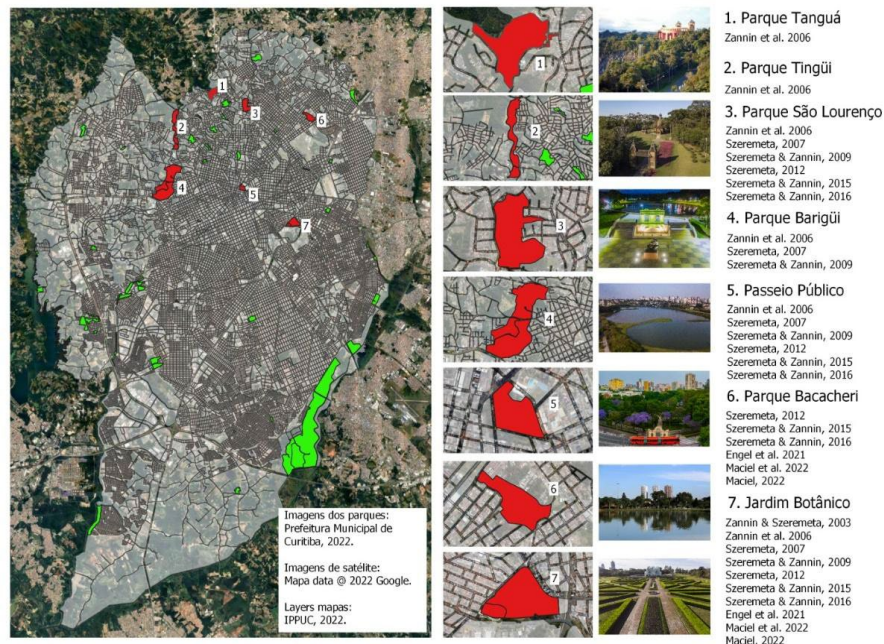 1
2
3
4
5
6
7
Imagens dos parques:
Prefeitura Municipal de
Curitiba, 2022.
Imagens de satélite:
Mapa data @ 2022 Google.
Layers mapas:
IPPUC, 2022.
1
2
3
4
5
6
7
1. Parque Tanguá
Zannin et al. 2006
2. Parque Tingüi
Zannin et al. 2006
3. Parque São Lourenço
Zannin et al. 2006
Szeremeta, 2007
Szeremeta & Zannin, 2009
Szeremeta, 2012
Szeremeta & Zannin, 2015
Szeremeta & Zannin, 2016
4. Parque Barigüi
Zannin et al. 2006
Szeremeta, 2007
Szeremeta & Zannin, 2009
5. Passeio Público
Zannin et al. 2006
Szeremeta, 2007
Szeremeta & Zannin, 2009
Szeremeta, 2012
Szeremeta & Zannin, 2015
Szeremeta & Zannin, 2016
6. Parque Bacacheri
Szeremeta, 2012
Szeremeta & Zannin, 2015
Szeremeta & Zannin, 2016
Engel et al. 2021
Maciel et al. 2022
Maciel, 2022
7. Jardim Botânico
Zannin & Szeremeta, 2003
Zannin et al. 2006
Szeremeta, 2007
Szeremeta & Zannin, 2009
Szeremeta, 2012
Szeremeta & Zannin, 2015
Szeremeta & Zannin, 2016
Engel et al. 2021
Maciel et al. 2022
Maciel, 2022